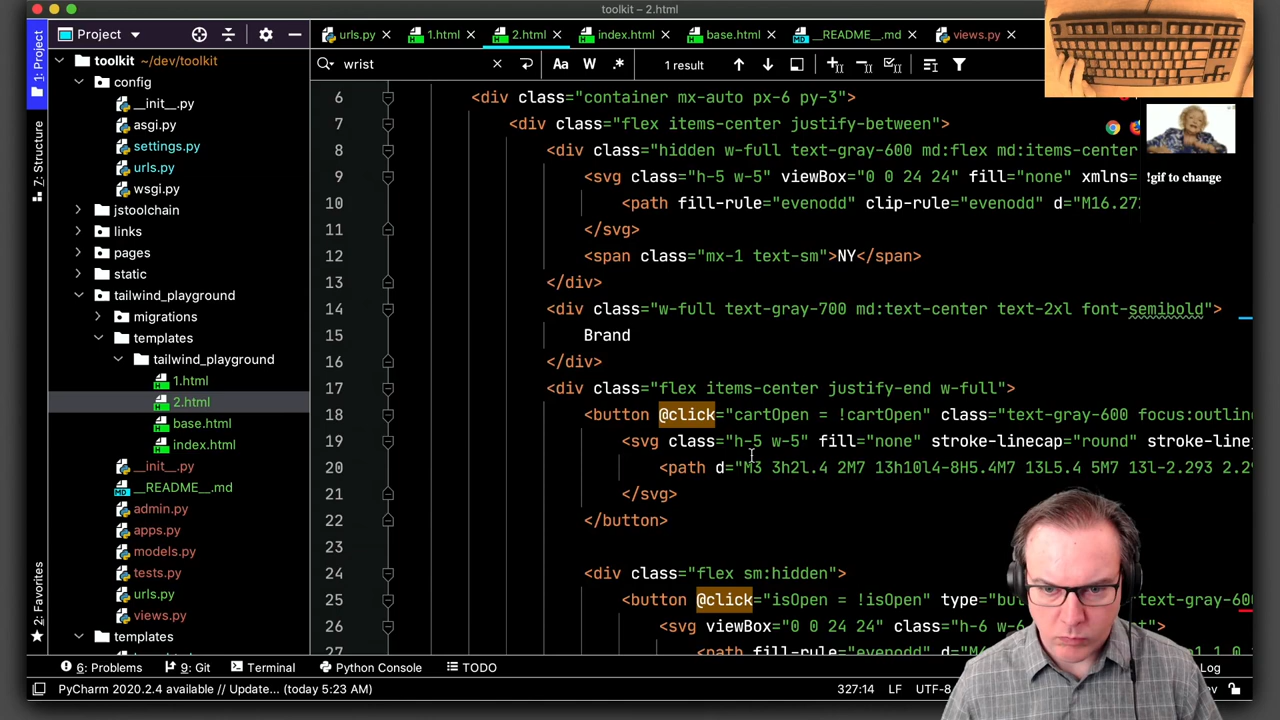 toolkit – 2.html
Project
urls.py
1.html
2.html
index.html
base.html
__README__.md
views.py
1: Project
7: Structure
2: Favorites
toolkit ~/dev/toolkit
config
__init__.py
asgi.py
settings.py
urls.py
wsgi.py
jstoolchain
links
pages
static
tailwind_playground
migrations
templates
tailwind_playground
1.html
2.html
base.html
index.html
__init__.py
__README__.md
admin.py
apps.py
models.py
tests.py
urls.py
views.py
templates
wrist
Aa W .* 1 result
!gif to change
6 <div class="container mx-auto px-6 py-3">
7 <div class="flex items-center justify-between">
8 <div class="hidden w-full text-gray-600 md:flex md:items-center
9 <svg class="h-5 w-5" viewBox="0 0 24 24" fill="none" xmlns=
10 <path fill-rule="evenodd" clip-rule="evenodd" d="M16.27
11 </svg>
12 <span class="mx-1 text-sm">NY</span>
13 </div>
14 <div class="w-full text-gray-700 md:text-center text-2xl font-semibold">
15 Brand
16 </div>
17 <div class="flex items-center justify-end w-full">
18 <button @click="cartOpen = !cartOpen" class="text-gray-600 focus:outlin
19 <svg class="h-5 w-5" fill="none" stroke-linecap="round" stroke-line
20 <path d="M3 3h2l.4 2M7 13h10l4-8H5.4M7 13L5.4 5M7 13l-2.293 2.2
21 </svg>
22 </button>
23
24 <div class="flex sm:hidden">
25 <button @click="isOpen = !isOpen" type="but
26 <svg viewBox="0 0 24 24" class="h-6 w-6
27
6: Problems
9: Git
Terminal
Python Console
TODO
Log
PyCharm 2020.2.4 available // Update... (today 5:23 AM)
327:14 LF UTF-8